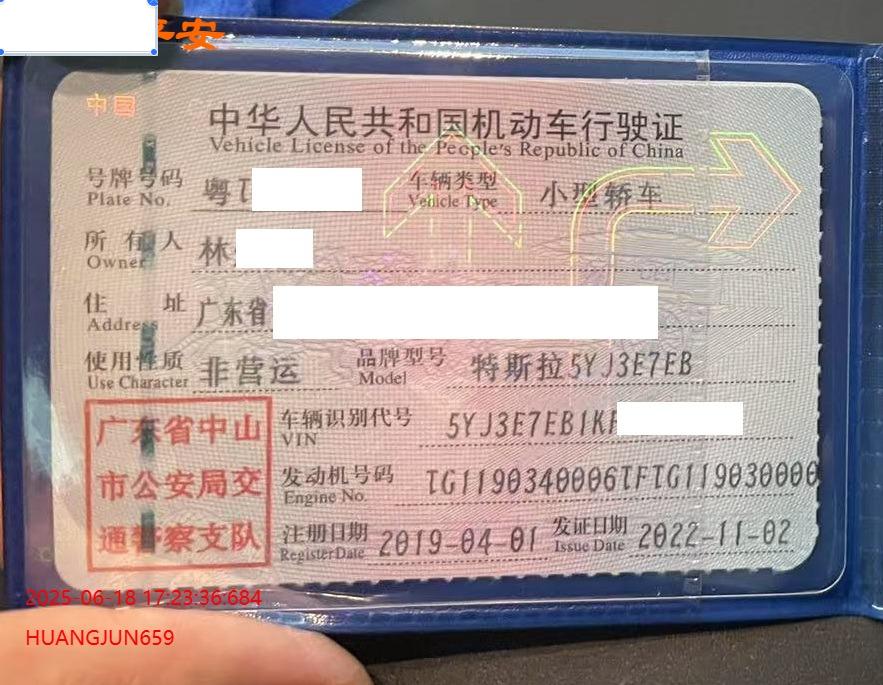 平安
中国
中华人民共和国机动车行驶证
Vehicle License of the People's Republic of China
号牌号码 粤T 车辆类型 小型轿车
Plate No. Vehicle Type
所有人 林
Owner
住址 广东省
Address
使用性质 非营运 品牌型号 特斯拉5YJ3E7EB
Use Character Model
广东省中山
市公安局交
通警察支队
车辆识别代号 5YJ3E7EB1K
VIN
发动机号码 TG1190340006TFTG119030000
Engine No.
注册日期 2019-04-01 发证日期 2022-11-02
Register Date Issue Date
2025-06-18 17:23:36:684
HUANGJUN659